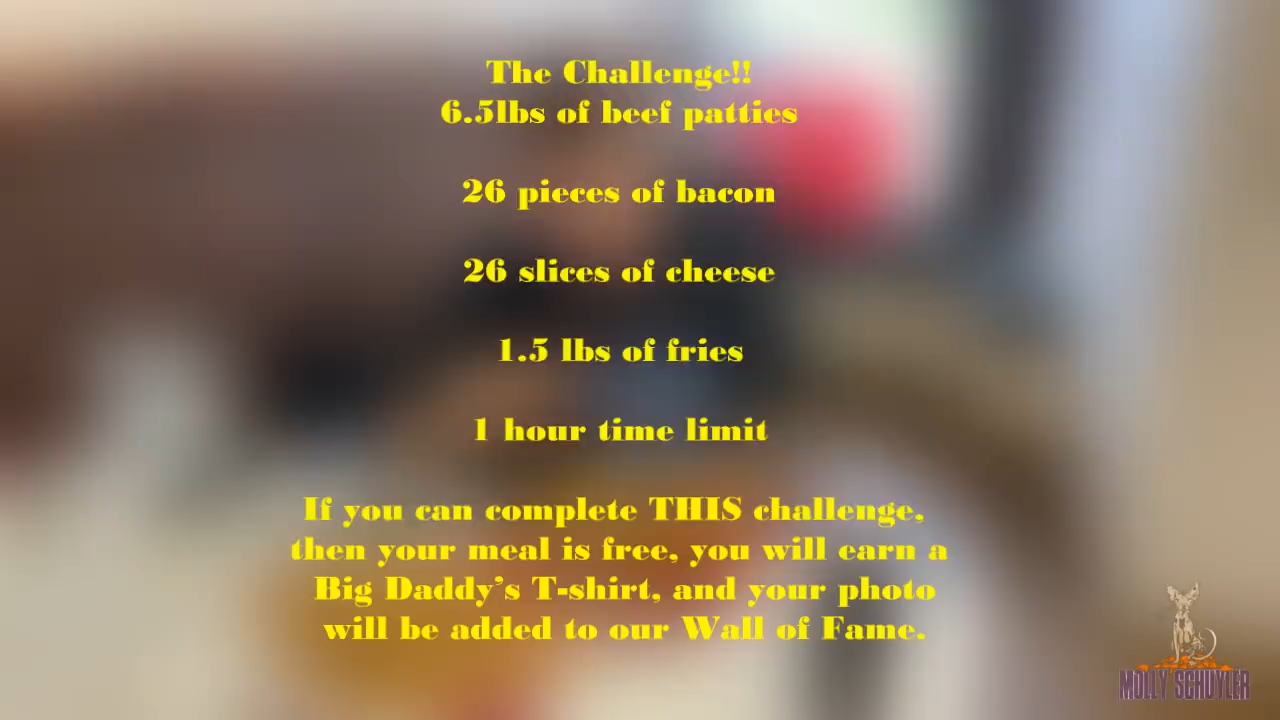 The Challenge!!
6.5lbs of beef patties
26 pieces of bacon
26 slices of cheese
1.5 lbs of fries
1 hour time limit
If you can complete THIS challenge,
then your meal is free, you will earn a
Big Daddy's T-shirt, and your photo
will be added to our Wall of Fame.
MOLLY SCHUYLER